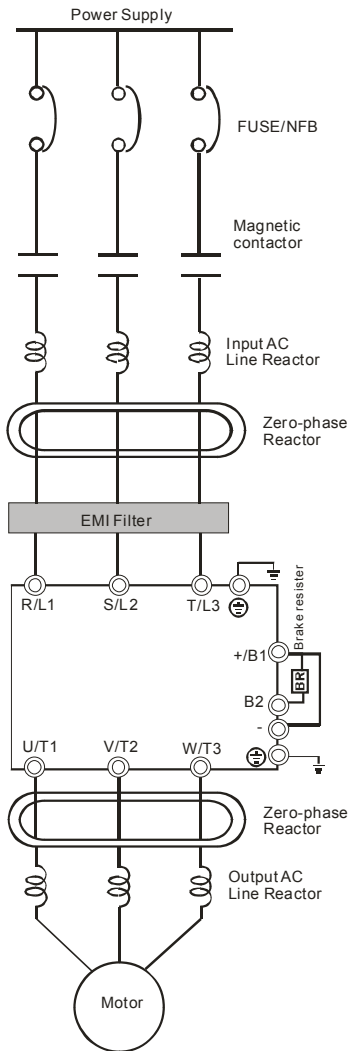 Power Supply
FUSE/NFB
Magnetic
contactor
Input AC
Line Reactor
Zero-phase
Reactor
EMI Filter
R/L1
S/L2
T/L3
Brake resister
+/B1
BR
B2
-
U/T1
V/T2
W/T3
Zero-phase
Reactor
Output AC
Line Reactor
Motor